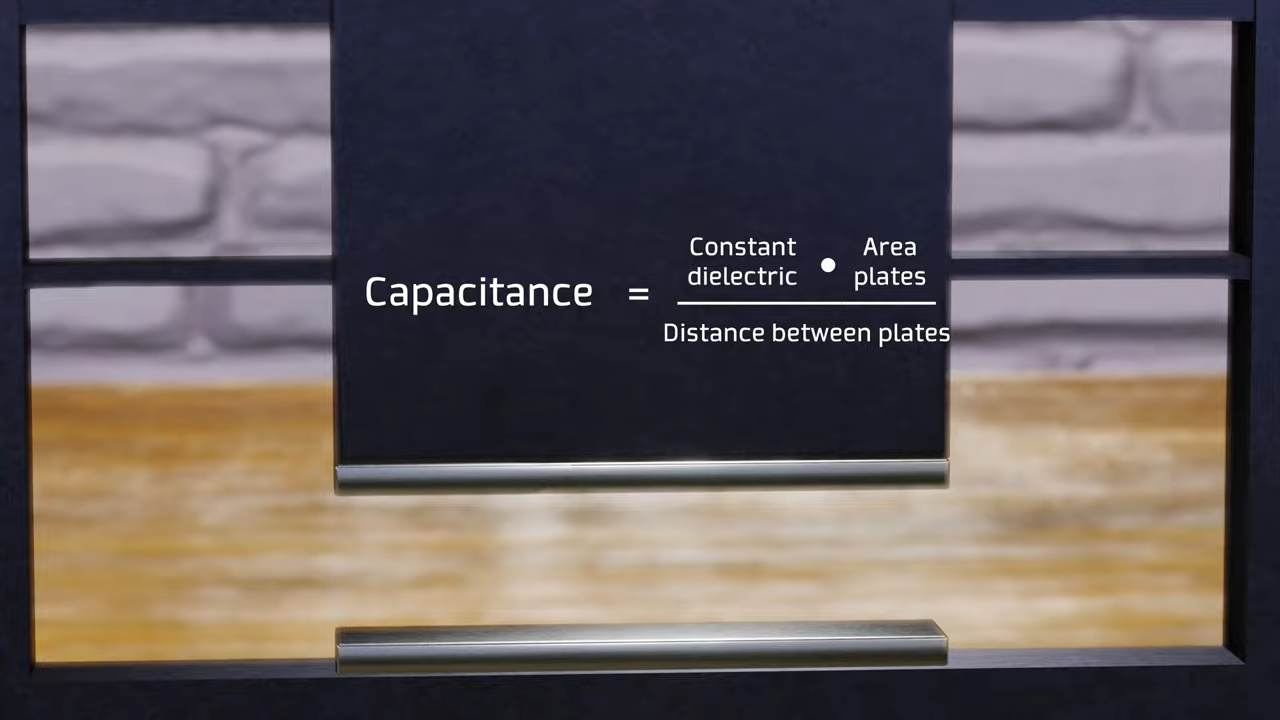 Capacitance = 
Constant dielectric • Area plates
Distance between plates